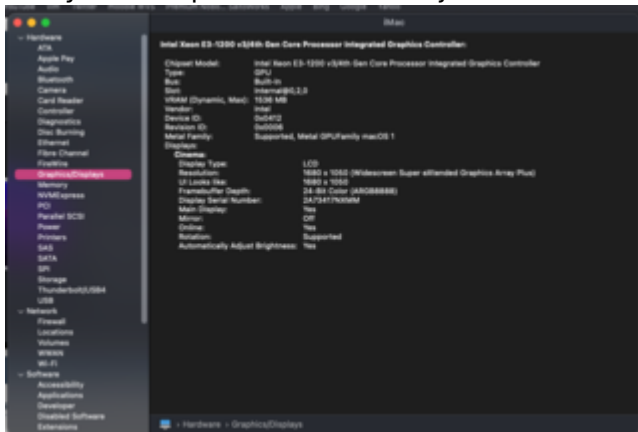 iMac
Hardware
ATA
Apple Pay
Audio
Bluetooth
Camera
Card Reader
Controller
Diagnostics
Disc Burning
Ethernet
Fibre Channel
FireWire
Graphics/Displays
Memory
NVMExpress
PCI
Parallel SCSI
Power
Printers
SAS
SATA
SPI
Storage
Thunderbolt/USB4
USB
Network
Firewall
Locations
Volumes
WWAN
Wi-Fi
Software
Accessibility
Applications
Developer
Disabled Software
Extensions
Intel Xeon E3-1200 v3/4th Gen Core Processor Integrated Graphics Controller:
Chipset Model: Intel Xeon E3-1200 v3/4th Gen Core Processor Integrated Graphics Controller
Type: GPU
Bus: Built-in
Slot: Internal@0,2,0
VRAM (Dynamic, Max): 1536 MB
Vendor: Intel
Device ID: 0x0412
Revision ID: 0x0006
Metal Family: Supported, Metal GPUFamily macOS 1
Displays:
Cinema:
Display Type: LCD
Resolution: 1680 x 1050 (Widescreen Super eXtended Graphics Array Plus)
UI Looks like: 1680 x 1050
Framebuffer Depth: 24-Bit Color (ARGB8888)
Display Serial Number:
Main Display: Yes
Mirror: Off
Online: Yes
Rotation: Supported
Automatically Adjust Brightness: Yes
Hardware › Graphics/Displays